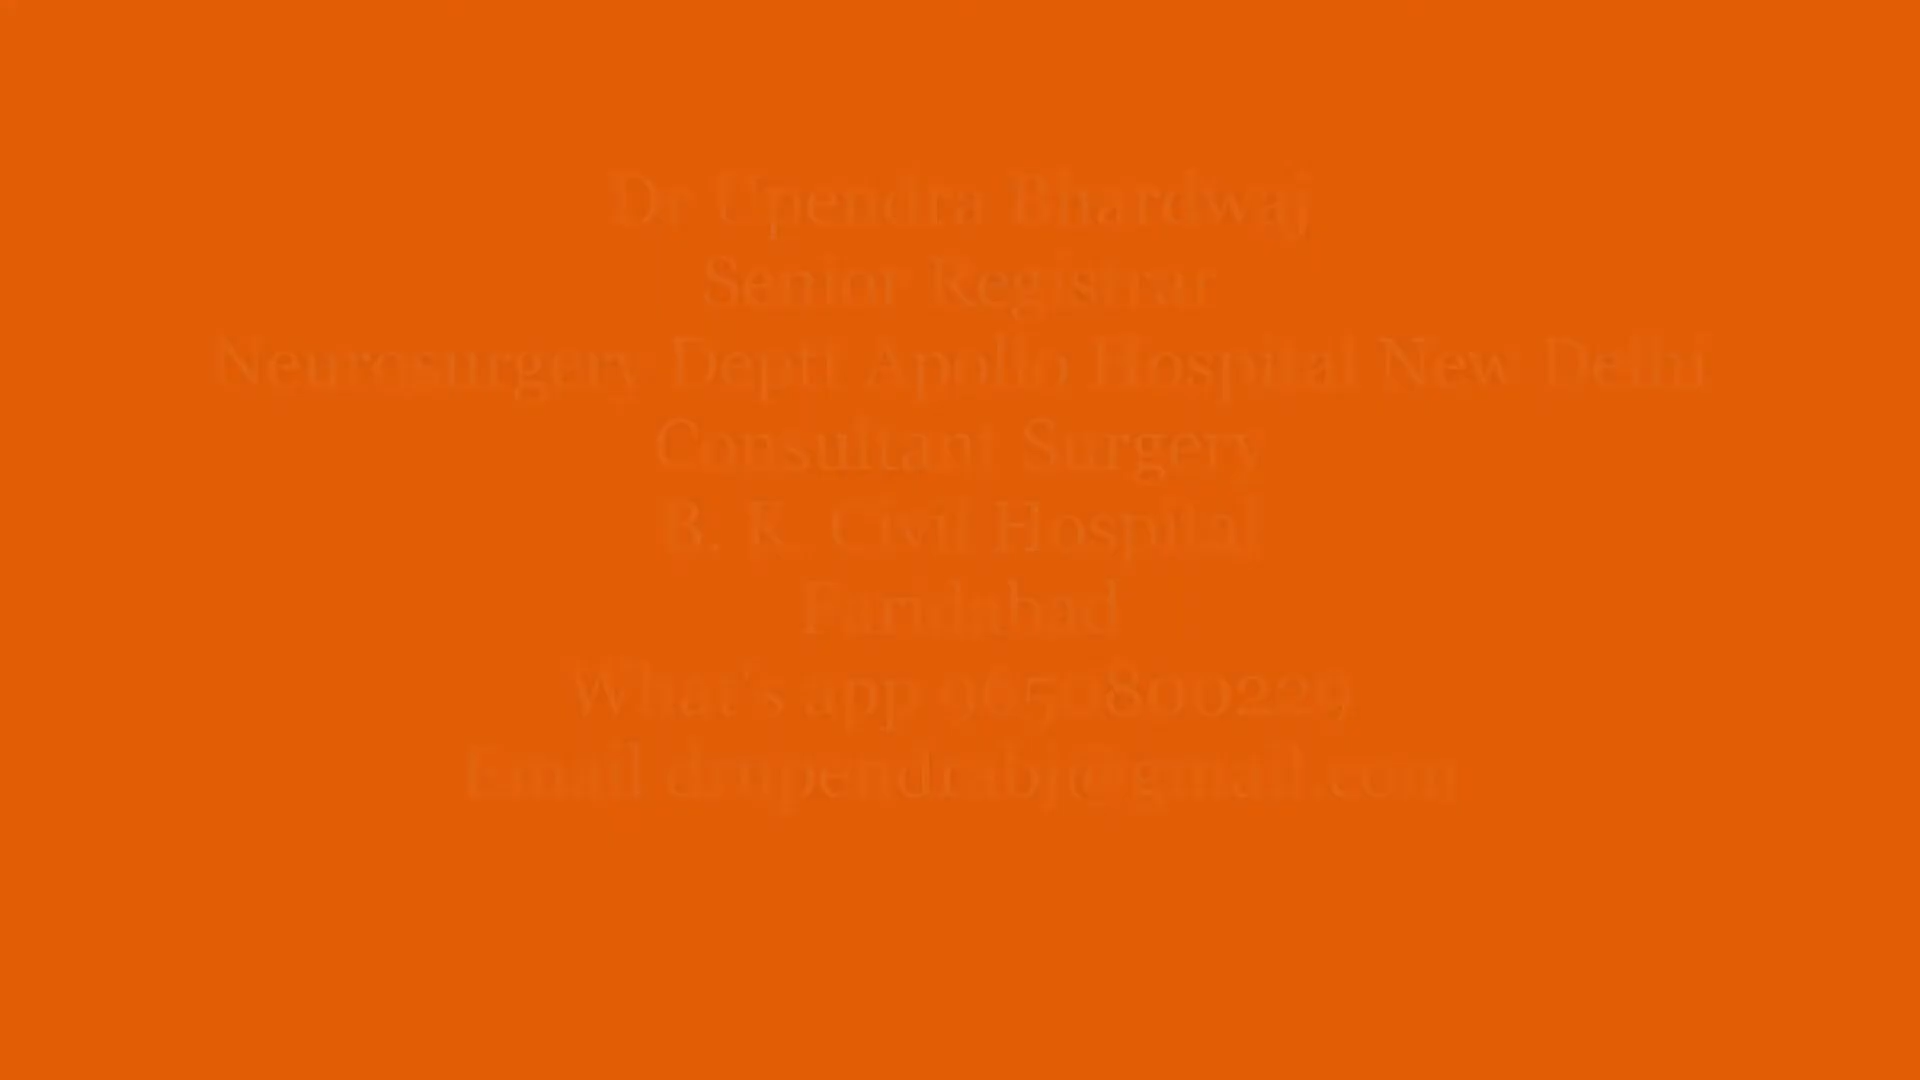 Dr Upendra Bhardwaj
Senior Registrar
Neurosurgery Deptt Apollo Hospital New Delhi
Consultant Surgery
B. K. Civil Hospital
Faridabad
What's app 9650800229
Email drupendrabj@gmail.com